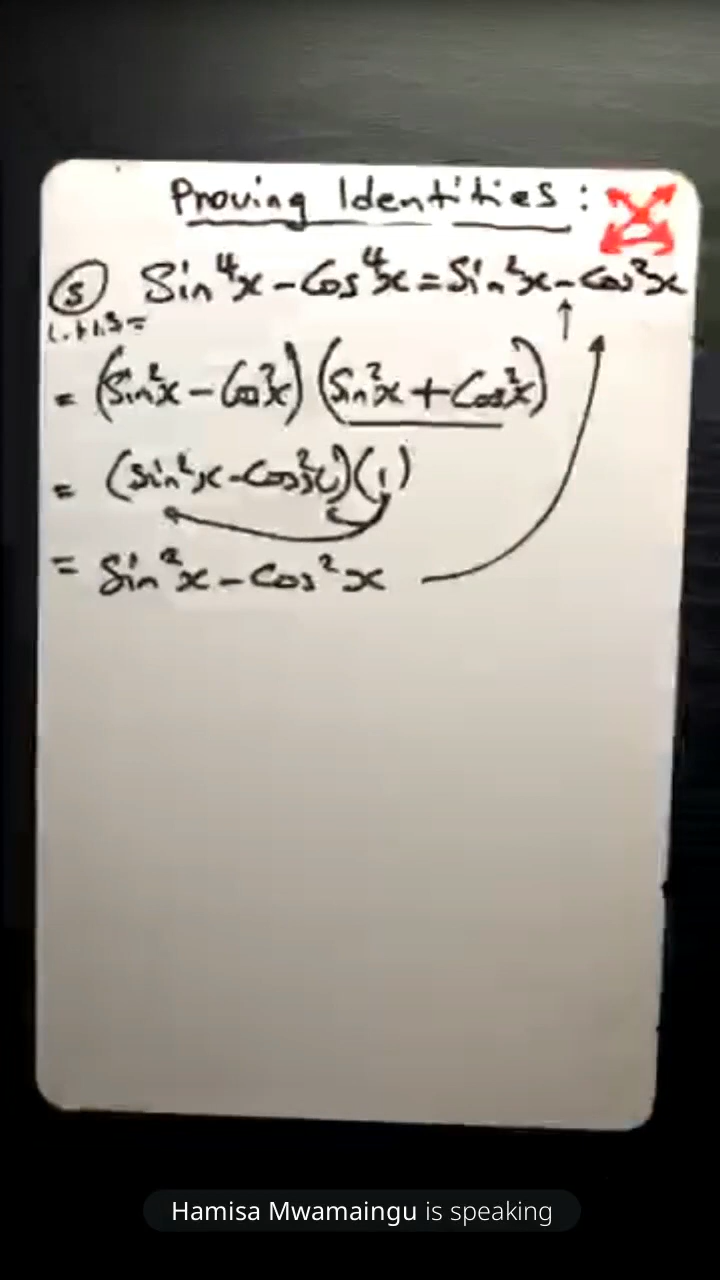 Proving Identities:
(5) Sin⁴x - Cos⁴x = Sin²x - Cos²x
L.H.S =
= (Sin²x - Cos²x) (Sin²x + Cos²x)
= (Sin²x - Cos²x)(1)
= Sin²x - Cos²x
Hamisa Mwamaingu is speaking